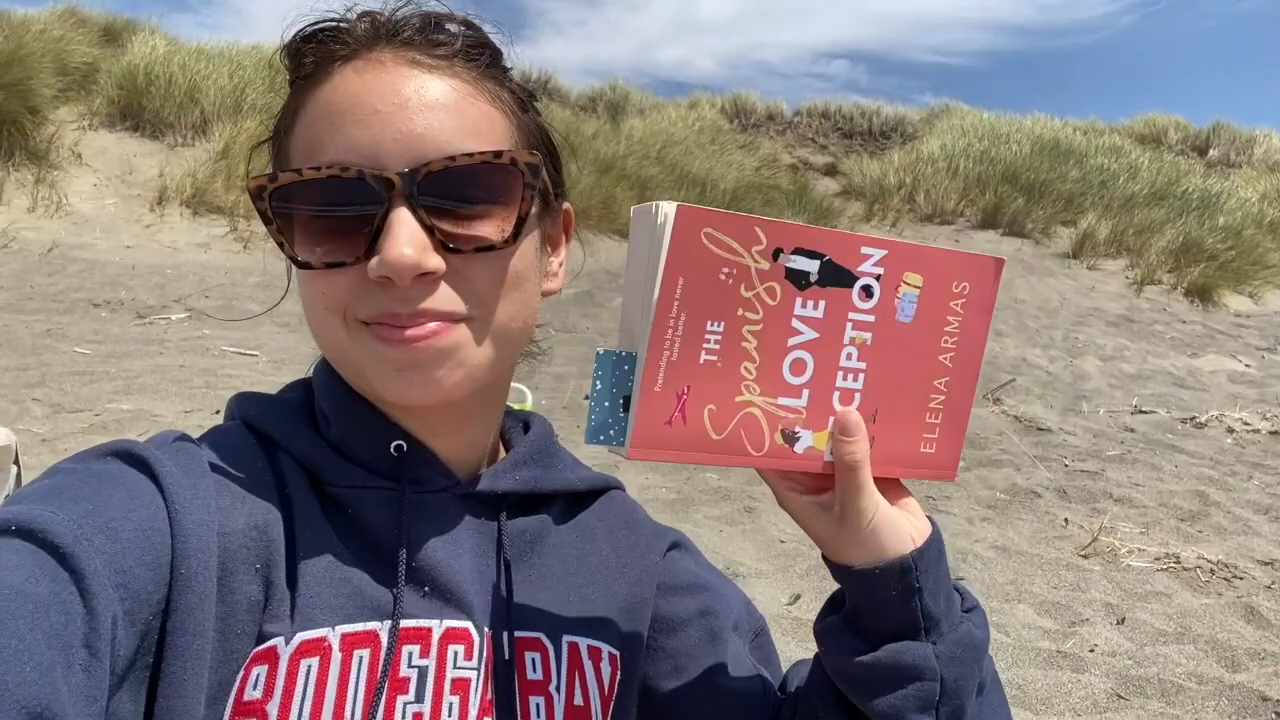 Pretending to be in love never
tasted better.
THE
Spanish
LOVE
DECEPTION
ELENA ARMAS
BODEGA BAY